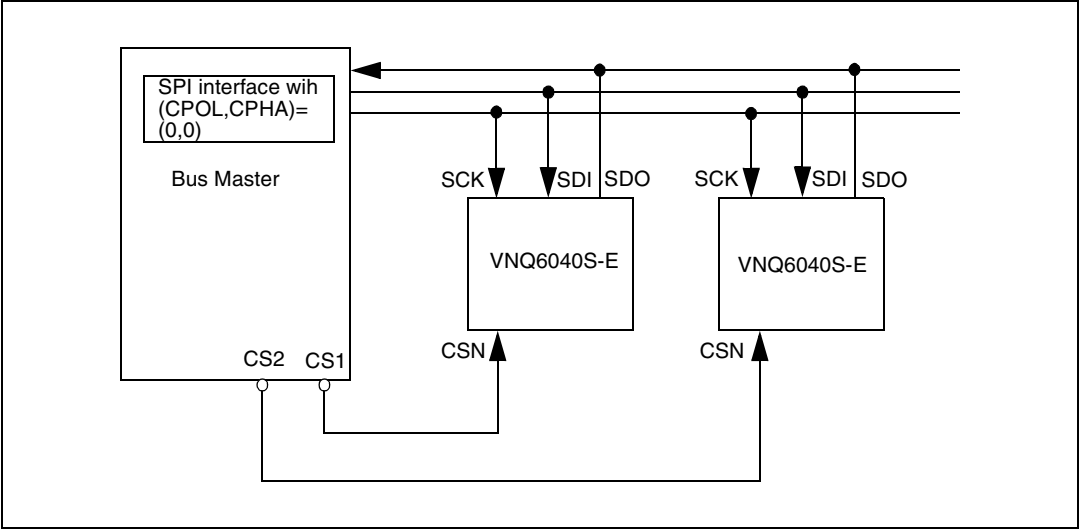 SPI interface wih
(CPOL,CPHA)=
(0,0)
Bus Master
SCK SDI SDO SCK SDI SDO
VNQ6040S-E VNQ6040S-E
CS2 CS1 CSN CSN